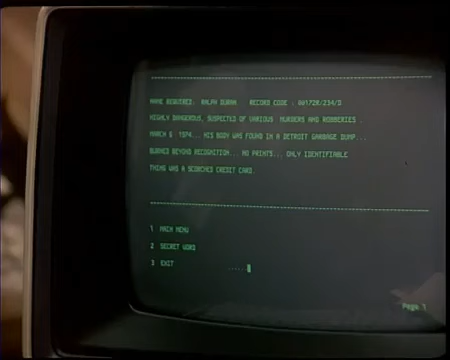 NAME REQUIRED: RALPH DURAN RECORD CODE : 00172R/234/D
HIGHLY DANGEROUS, SUSPECTED OF VARIOUS MURDERS AND ROBBERIES .
MARCH 6 1974... HIS BODY WAS FOUND IN A DETROIT GARBAGE DUMP...
BURNED BEYOND RECOGNITION... NO PRINTS... ONLY IDENTIFIABLE
THING WAS A SCORCHED CREDIT CARD.
1 MAIN MENU
2 SECRET WORD
3 EXIT
Page 1